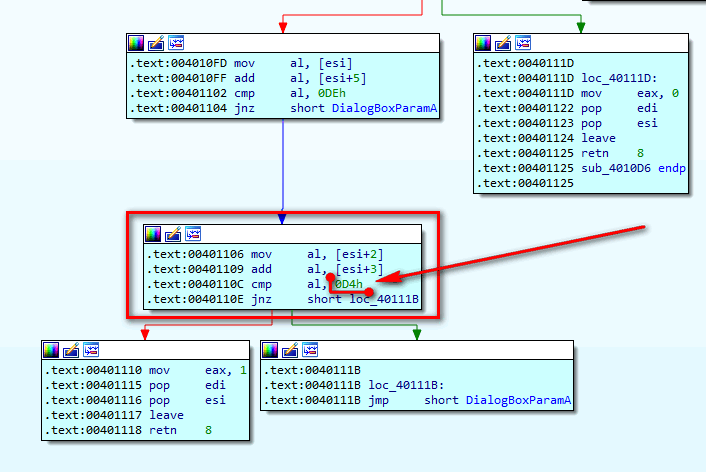 .text:004010FD mov al, [esi]
.text:004010FF add al, [esi+5]
.text:00401102 cmp al, 0DEh
.text:00401104 jnz short DialogBoxParamA
.text:0040111D
.text:0040111D loc_40111D:
.text:0040111D mov eax, 0
.text:00401122 pop edi
.text:00401123 pop esi
.text:00401124 leave
.text:00401125 retn 8
.text:00401125 sub_4010D6 endp
.text:00401125
.text:00401106 mov al, [esi+2]
.text:00401109 add al, [esi+3]
.text:0040110C cmp al, 0D4h
.text:0040110E jnz short loc_40111B
.text:00401110 mov eax, 1
.text:00401115 pop edi
.text:00401116 pop esi
.text:00401117 leave
.text:00401118 retn 8
.text:0040111B
.text:0040111B loc_40111B:
.text:0040111B jmp short DialogBoxParamA